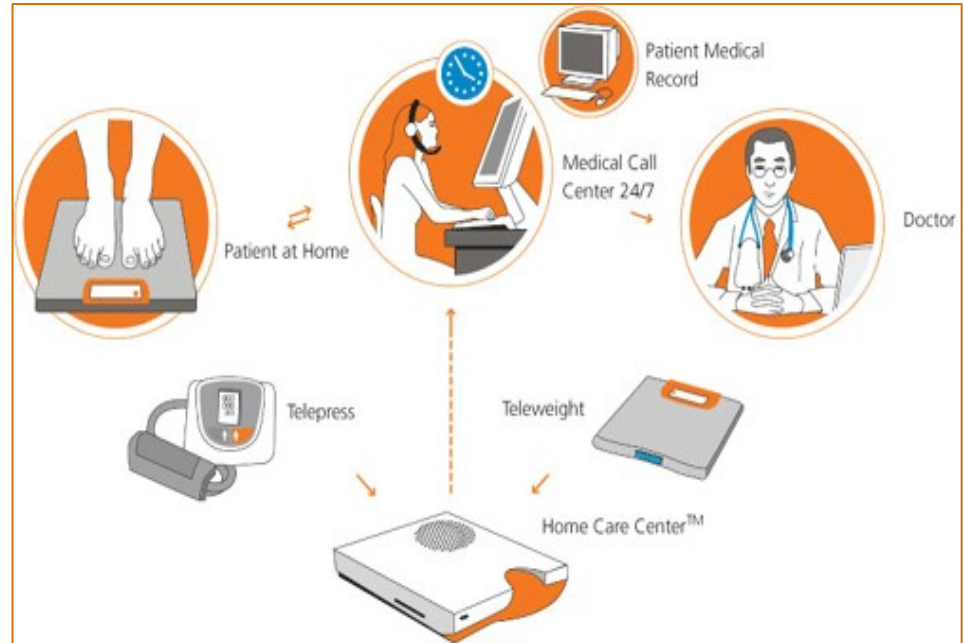 Patient Medical
Record
Medical Call
Center 24/7
Doctor
Patient at Home
Telepress
Teleweight
Home Care Center™